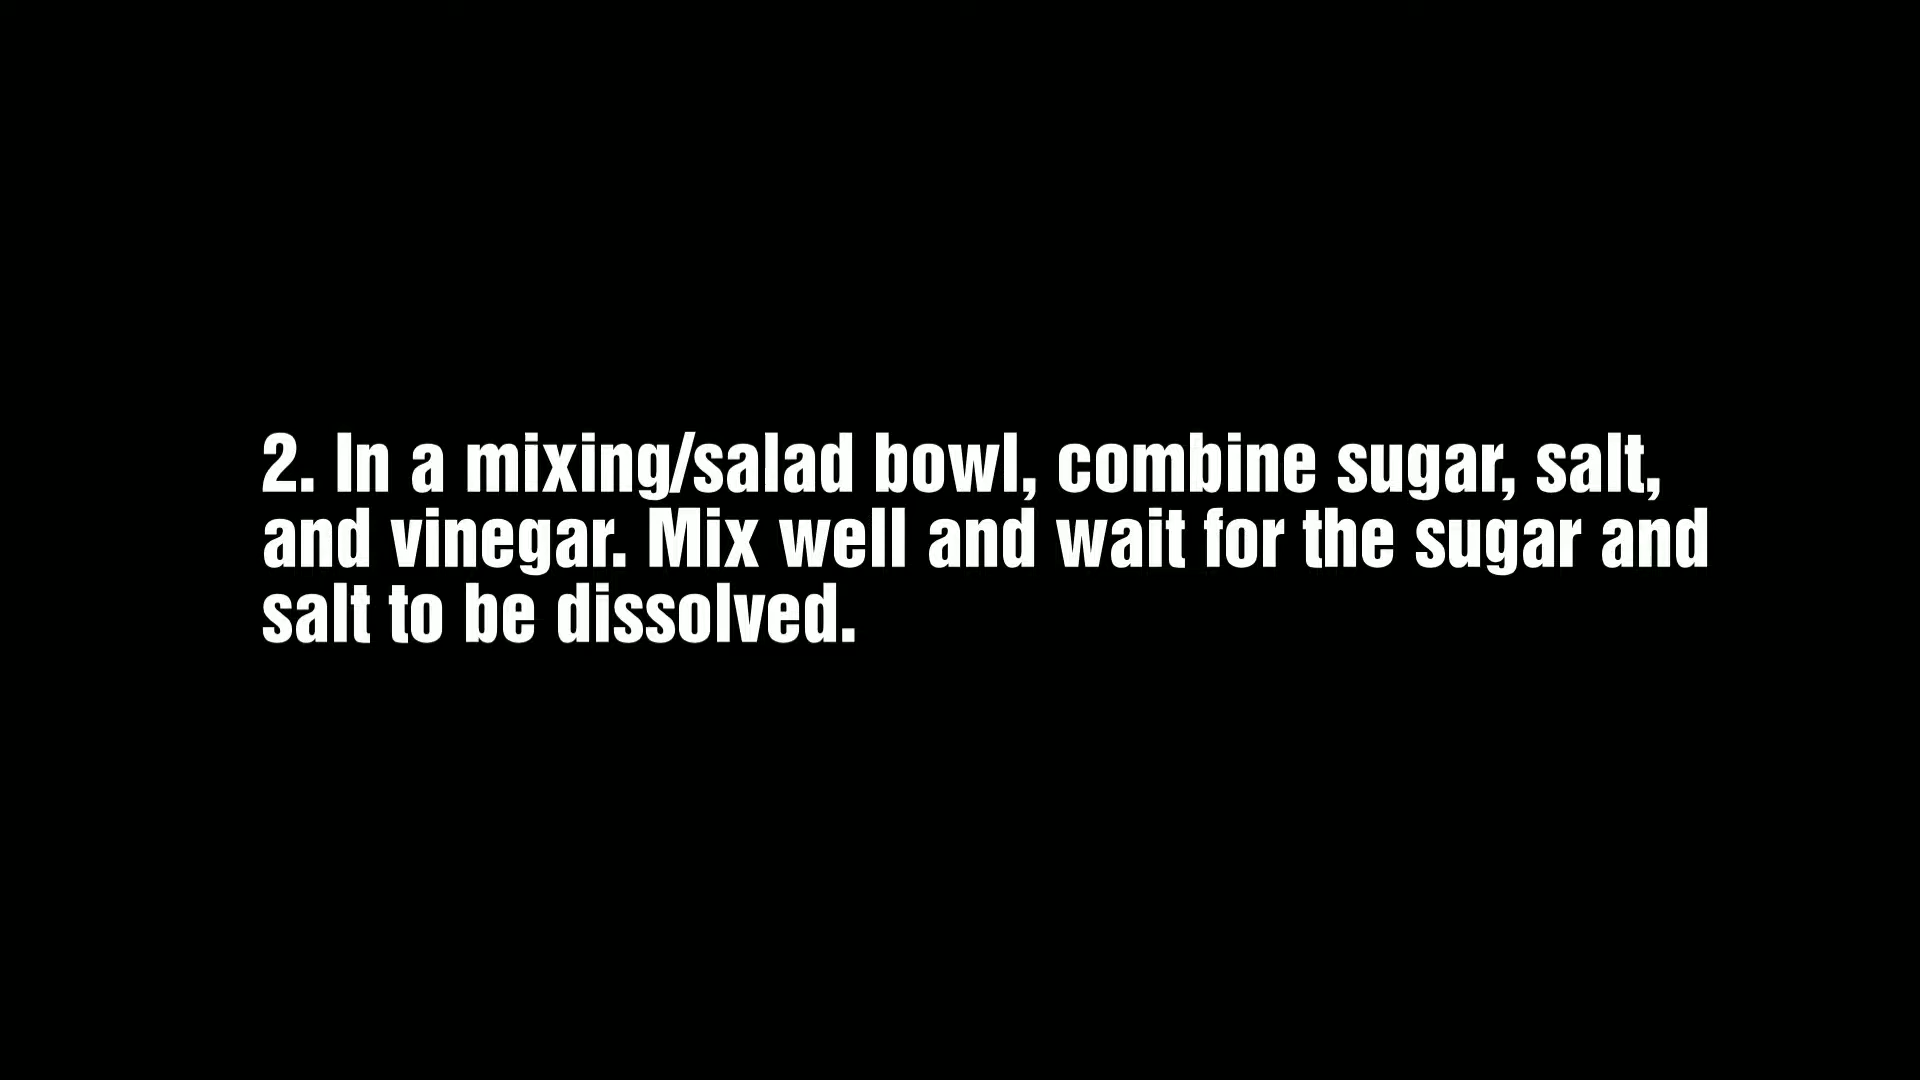 2. In a mixing/salad bowl, combine sugar, salt,
and vinegar. Mix well and wait for the sugar and
salt to be dissolved.